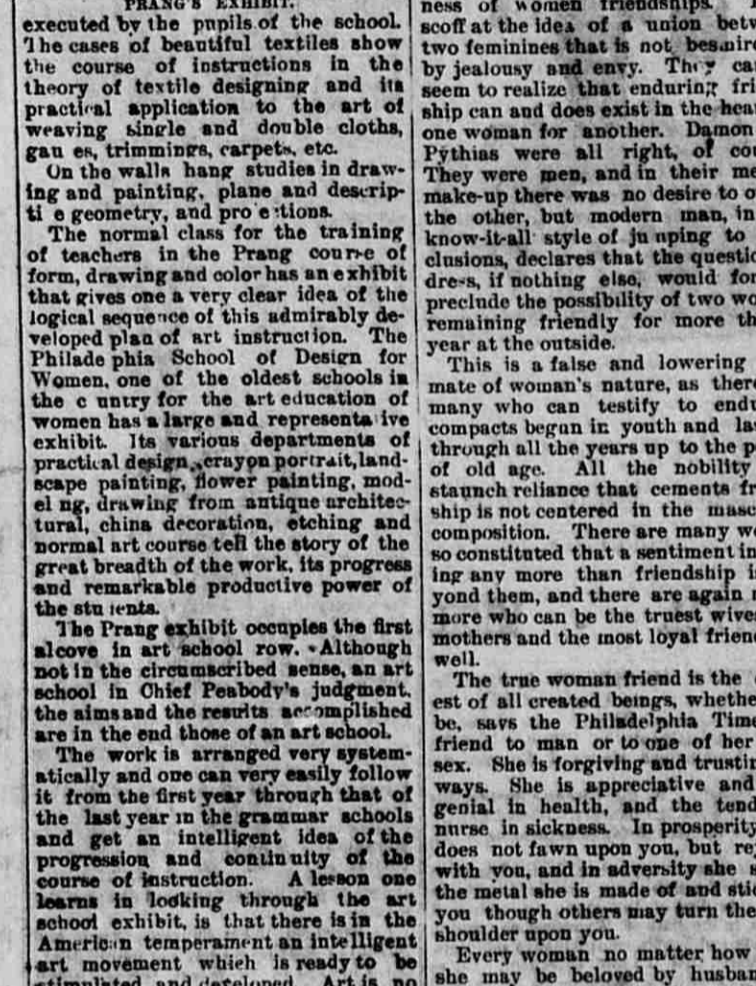 PRANG'S EXHIBIT.
executed by the pupils of the school.
The cases of beautiful textiles show
the course of instructions in the
theory of textile designing and its
practical application to the art of
weaving single and double cloths,
gau es, trimmings, carpets, etc.
On the walls hang studies in draw-
ing and painting, plane and descrip-
ti e geometry, and pro e tions.
The normal class for the training
of teachers in the Prang course of
form, drawing and color has an exhibit
that gives one a very clear idea of the
logical sequence of this admirably de-
veloped plan of art instruction. The
Philade phia School of Design for
Women, one of the oldest schools in
the c untry for the art education of
women has a large and representa ive
exhibit. Its various departments of
practical design, crayon portrait, land-
scape painting, flower painting, mod-
el ng, drawing from antique architec-
tural, china decoration, etching and
normal art course tell the story of the
great breadth of the work, its progress
and remarkable productive power of
the stu ients.
The Prang exhibit occupies the first
alcove in art school row. Although
not in the circumscribed sense, an art
school in Chief Peabody's judgment,
the aims and the results accomplished
are in the end those of an art school.
The work is arranged very system-
atically and one can very easily follow
it from the first year through that of
the last year in the grammar schools
and get an intelligent idea of the
progression and continuity of the
course of instruction. A lesson one
learns in looking through the art
school exhibit, is that there is in the
American temperament an intelligent
art movement which is ready to be
stimulated and developed. Art is no
ness of women friendships.
scoff at the idea of a union betw
two feminines that is not besmire
by jealousy and envy. They ca
seem to realize that enduring fri
ship can and does exist in the hea
one woman for another. Damon
Pythias were all right, of cou
They were men, and in their me
make-up there was no desire to o
the other, but modern man, in
know-it-all style of ju nping to
clusions, declares that the questio
dress, if nothing else, would for
preclude the possibility of two wo
remaining friendly for more th
year at the outside.
This is a false and lowering
mate of woman's nature, as ther
many who can testify to endu
compacts begun in youth and la
through all the years up to the p
of old age. All the nobility
staunch reliance that cements fr
ship is not centered in the masc
composition. There are many w
so constituted that a sentiment in
ing any more than friendship i
yond them, and there are again
more who can be the truest wives
mothers and the most loyal frien
well.
The true woman friend is the
est of all created beings, whethe
be, says the Philadelphia Time
friend to man or to one of her
sex. She is forgiving and trustin
ways. She is appreciative and
genial in health, and the tend
nurse in sickness. In prosperity
does not fawn upon you, but re
with you, and in adversity she s
the metal she is made of and stic
you though others may turn the
shoulder upon you.
Every woman no matter how
she may be beloved by husban